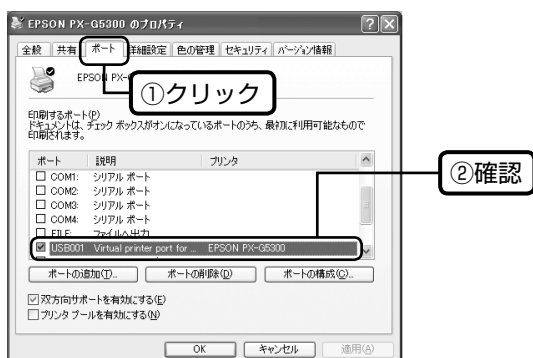 EPSON PX-G5300 のプロパティ
全般 共有 ポート 詳細設定 色の管理 セキュリティ バージョン情報
EPSON PX-
①クリック
印刷するポート(P)
ドキュメントは、チェック ボックスがオンになっているポートのうち、最初に利用可能なもので
印刷されます。
ポート 説明 プリンタ
COM1: シリアル ポート
COM2: シリアル ポート
COM3: シリアル ポート
COM4: シリアル ポート
FILE: ファイルへ出力
USB001 Virtual printer port for ... EPSON PX-G5300
②確認
ポートの追加(T)... ポートの削除(D) ポートの構成(C)...
双方向サポートを有効にする(E)
プリンタ プールを有効にする(N)
OK キャンセル 適用(A)